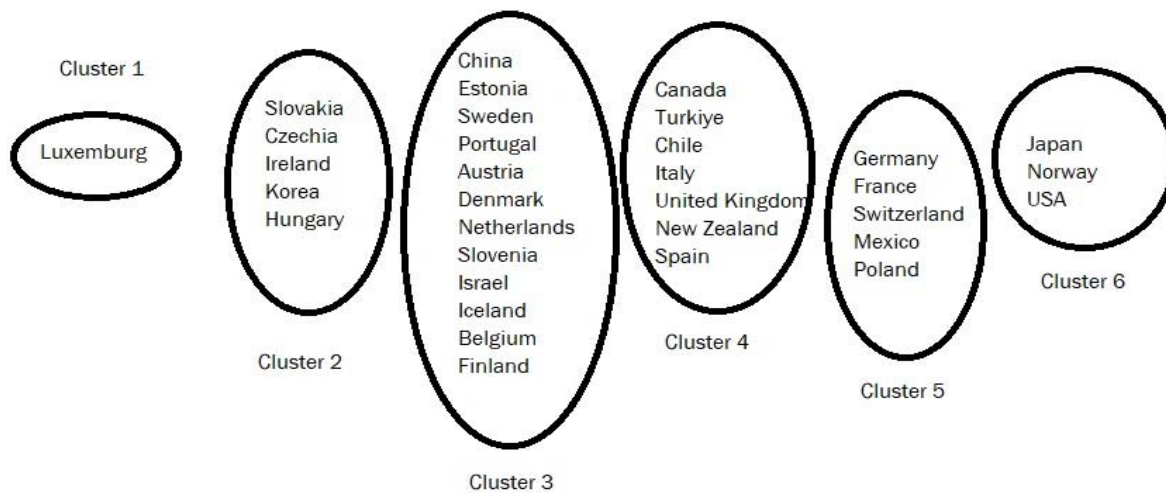 Cluster 1
Luxemburg
Slovakia
Czechia
Ireland
Korea
Hungary
Cluster 2
China
Estonia
Sweden
Portugal
Austria
Denmark
Netherlands
Slovenia
Israel
Iceland
Belgium
Finland
Cluster 3
Canada
Turkiye
Chile
Italy
United Kingdom
New Zealand
Spain
Cluster 4
Germany
France
Switzerland
Mexico
Poland
Cluster 5
Japan
Norway
USA
Cluster 6